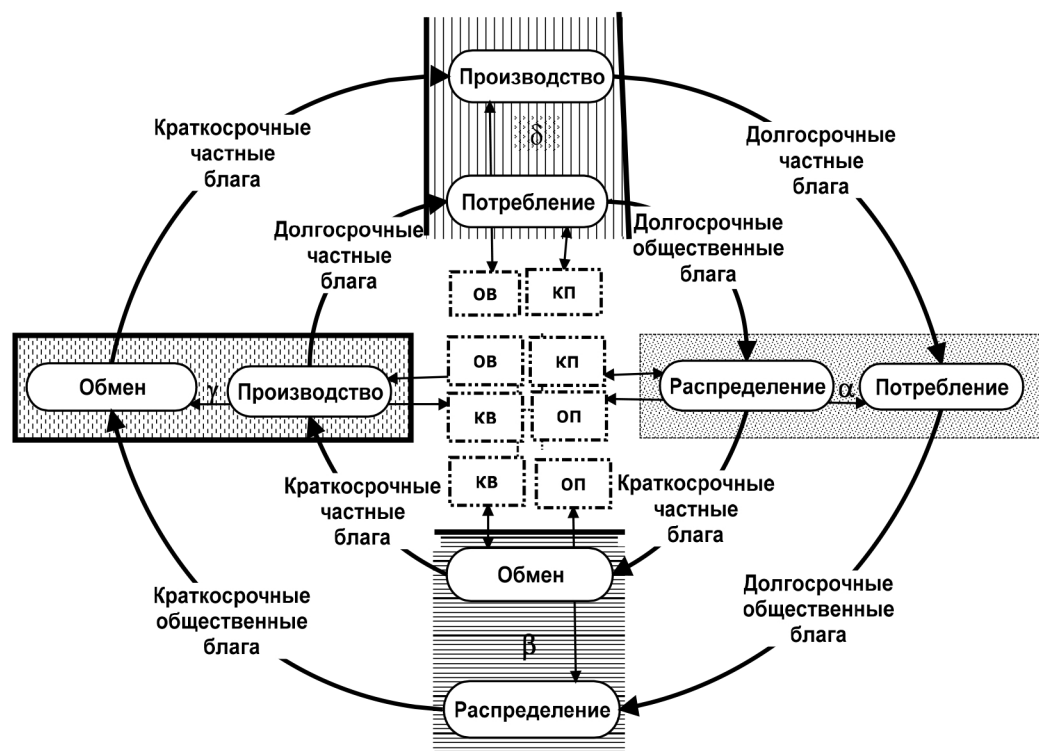 Производство
Краткосрочные
частные
блага
δ
Долгосрочные
частные
блага
Потребление
Долгосрочные
частные
блага
Долгосрочные
общественные
блага
ОВ
КП
ОВ
КП
Обмен
γ
Производство
Распределение
α
Потребление
КВ
ОП
КВ
ОП
Краткосрочные
частные
блага
Краткосрочные
частные
блага
Обмен
Краткосрочные
общественные
блага
Долгосрочные
общественные
блага
β
Распределение